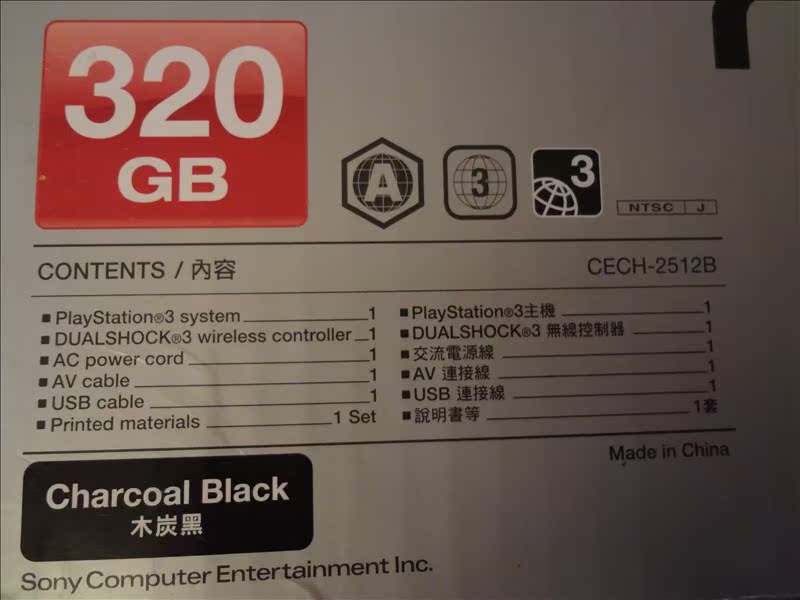 320
GB
A
3
3
NTSC J
CONTENTS / 內容
CECH-2512B
■ PlayStation®3 system 1
■ DUALSHOCK®3 wireless controller 1
■ AC power cord 1
■ AV cable 1
■ USB cable 1
■ Printed materials 1 Set
■ PlayStation®3主機 1
■ DUALSHOCK®3 無線控制器 1
■ 交流電源線 1
■ AV 連接線 1
■ USB 連接線 1
■ 說明書等 1套
Made in China
Charcoal Black
木炭黑
Sony Computer Entertainment Inc.